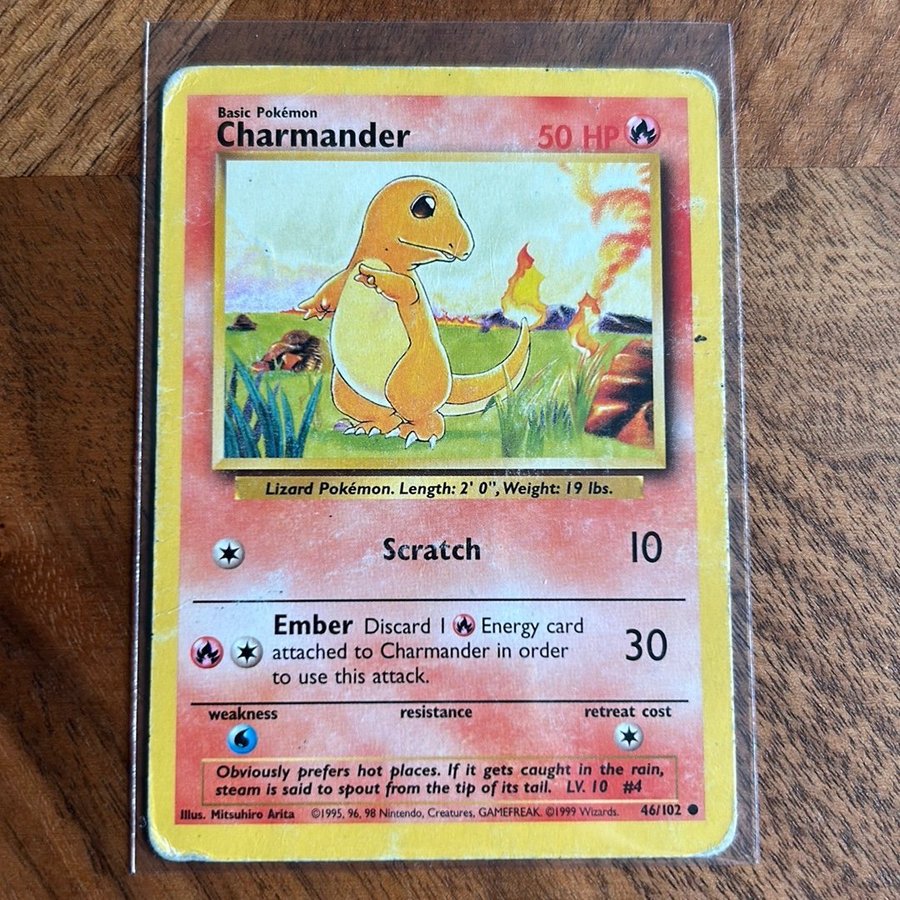 Basic Pokémon
Charmander 50 HP
Lizard Pokémon. Length: 2' 0", Weight: 19 lbs.
Scratch 10
Ember Discard 1 Energy card
attached to Charmander in order
to use this attack.
30
weakness resistance retreat cost
Obviously prefers hot places. If it gets caught in the rain,
steam is said to spout from the tip of its tail. LV. 10 #4
Illus. Mitsuhiro Arita ©1995, 96, 98 Nintendo, Creatures, GAMEFREAK. ©1999 Wizards. 46/102